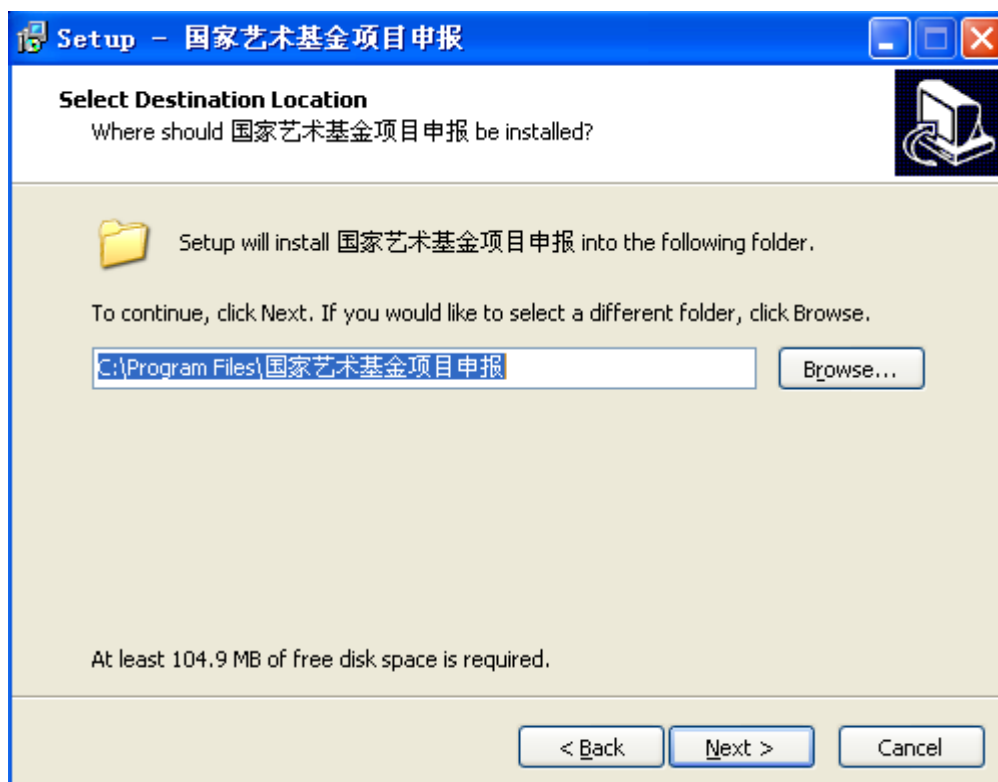 Setup - 国家艺术基金项目申报
Select Destination Location
Where should 国家艺术基金项目申报 be installed?
Setup will install 国家艺术基金项目申报 into the following folder.
To continue, click Next. If you would like to select a different folder, click Browse.
C:\Program Files\国家艺术基金项目申报
Browse...
At least 104.9 MB of free disk space is required.
< Back
Next >
Cancel